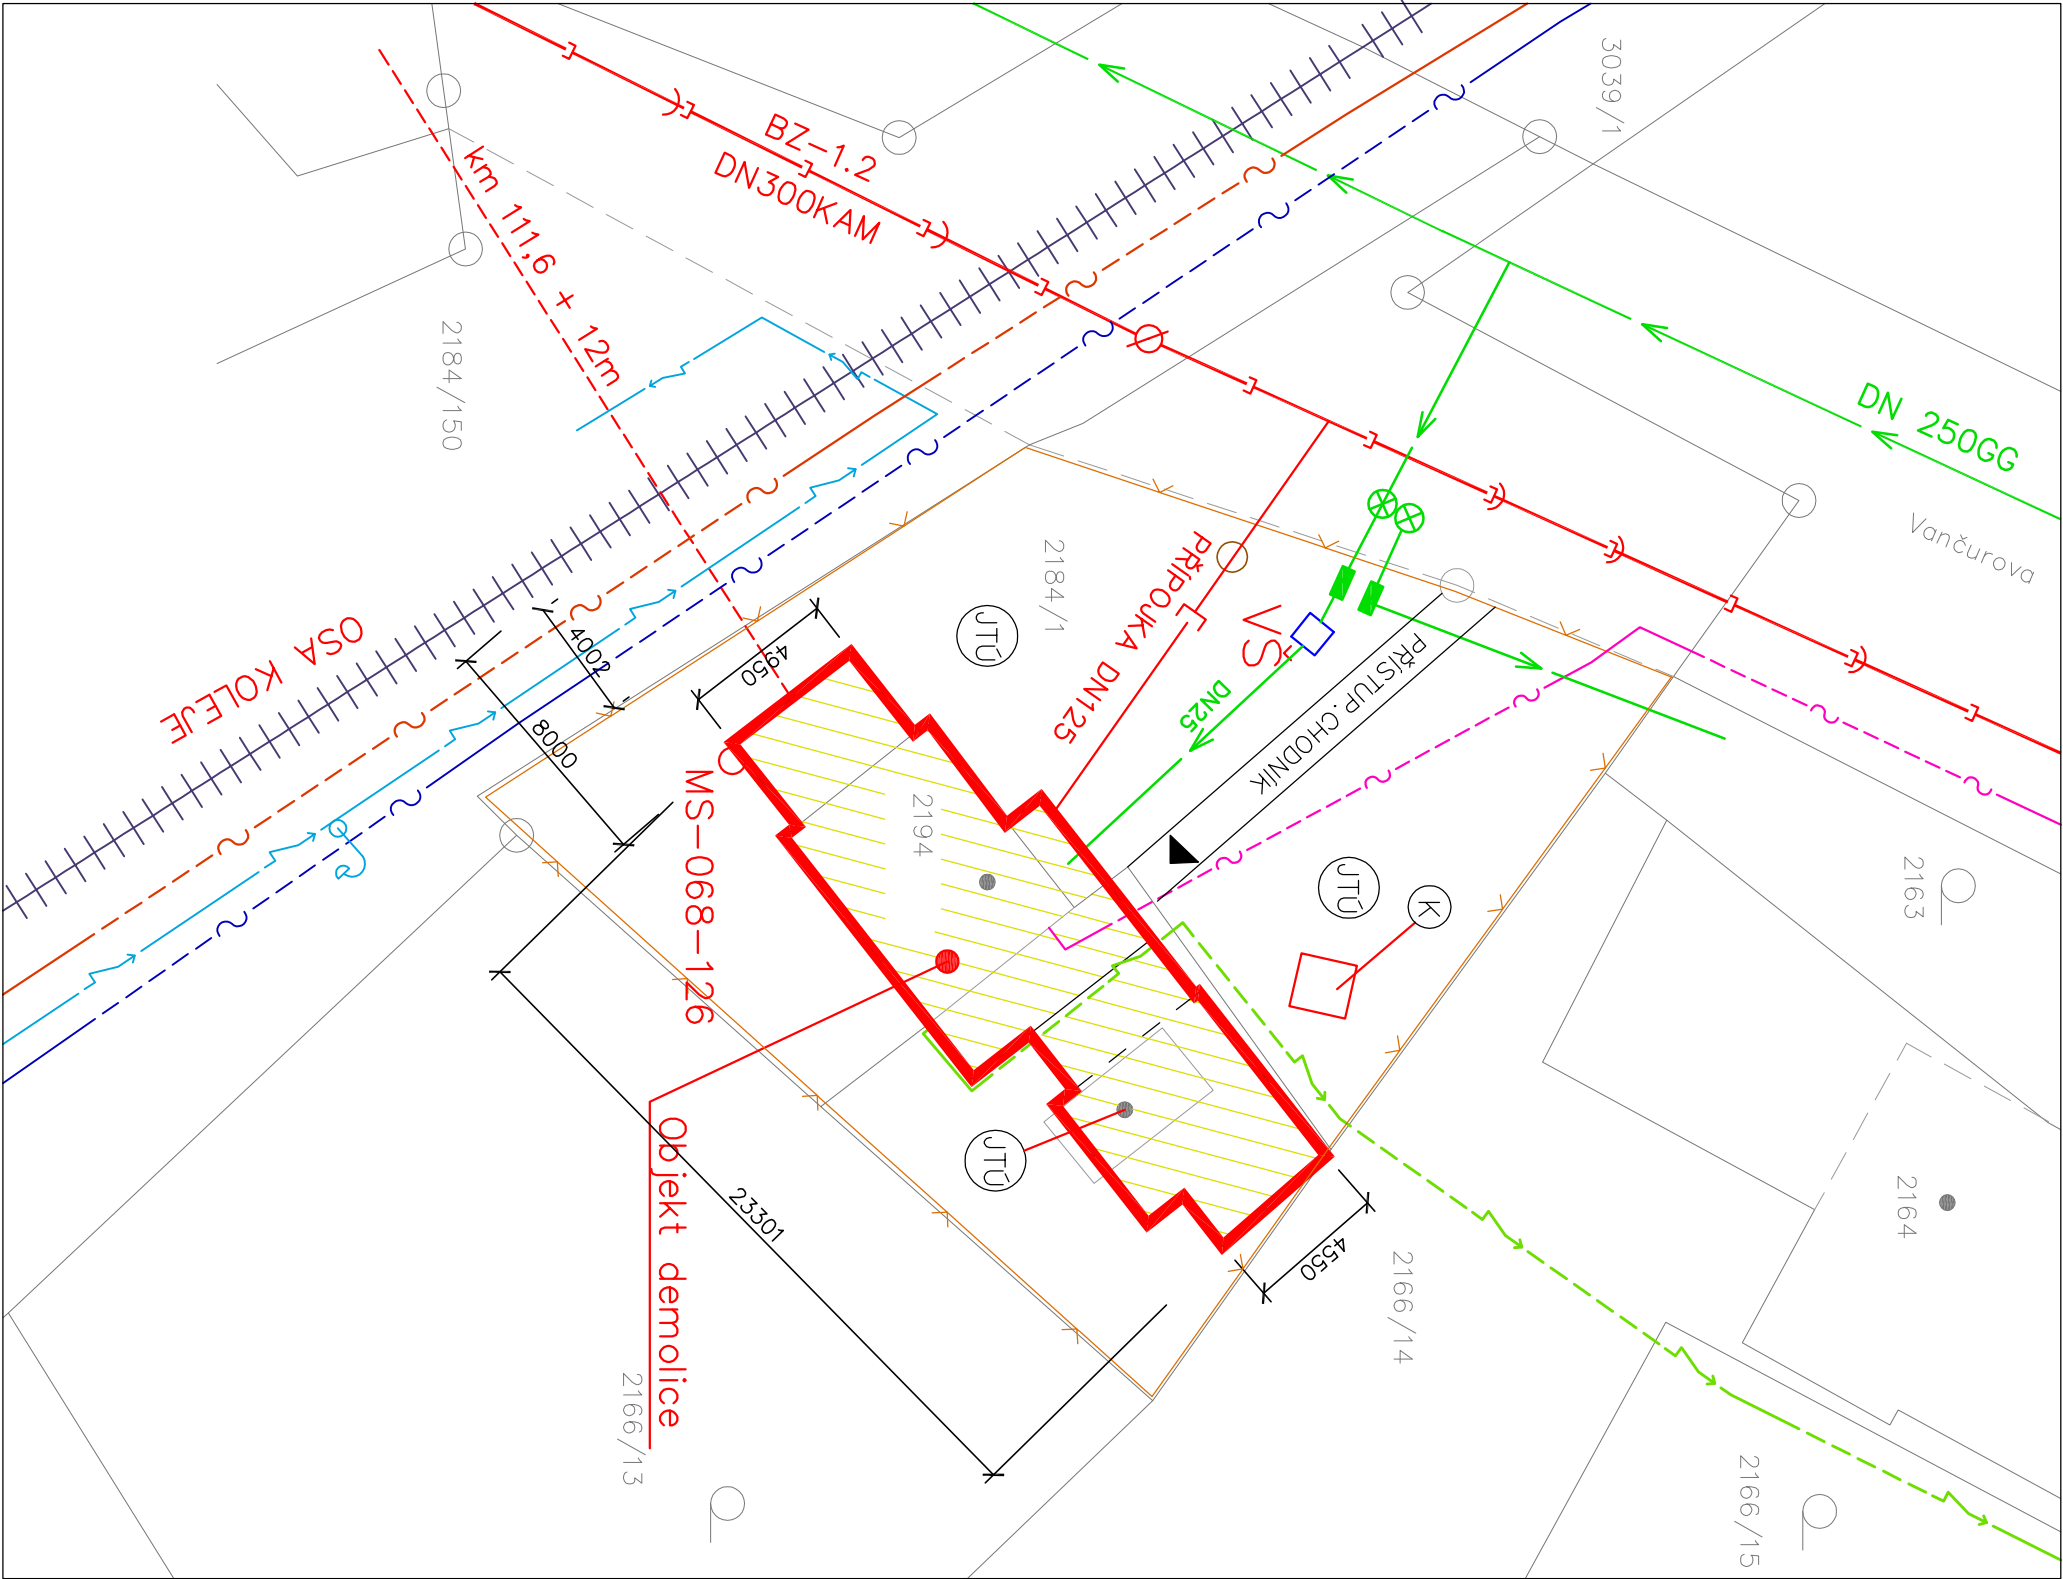 3039/1
BZ-1.2
DN300KAM
km 111,6 + 12m
2184/150
DN 250GG
Vančurova
2184/1
JTÚ
PŘÍPOJKA DN125
VŠ
DN25
PŘÍSTUP.CHODNÍK
OSA KOLEJE
4002
4950
8000
MS-068-126
2194
JTÚ
K
2163
2164
JTÚ
Objekt demolice
23301
4550
2166/14
2166/13
2166/15